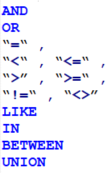 AND
OR
"=" ,
"<" , "<=" ,
">" , ">=" ,
"!=" , "<>"
LIKE
IN
BETWEEN
UNION